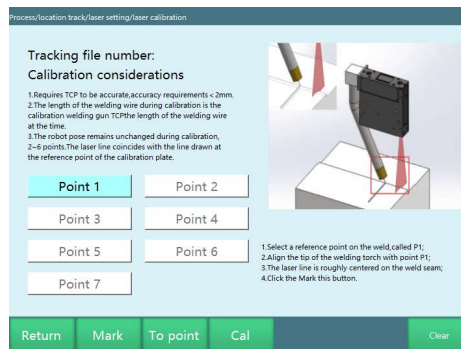 Process/location track/laser setting/laser calibration
Tracking file number:
Calibration considerations
1.Requires TCP to be accurate,accuracy requirements < 2mm.
2.The length of the welding wire during calibration is the
calibration welding gun TCPthe length of the welding wire
at the time.
3.The robot pose remains unchanged during calibration,
2~6 points.The laser line coincides with the line drawn at
the reference point of the calibration plate.
Point 1 Point 2
Point 3 Point 4
Point 5 Point 6
Point 7
1.Select a reference point on the weld,called P1;
2.Align the tip of the welding torch with point P1;
3.The laser line is roughly centered on the weld seam;
4.Click the Mark this button.
Return Mark To point Cal Clear